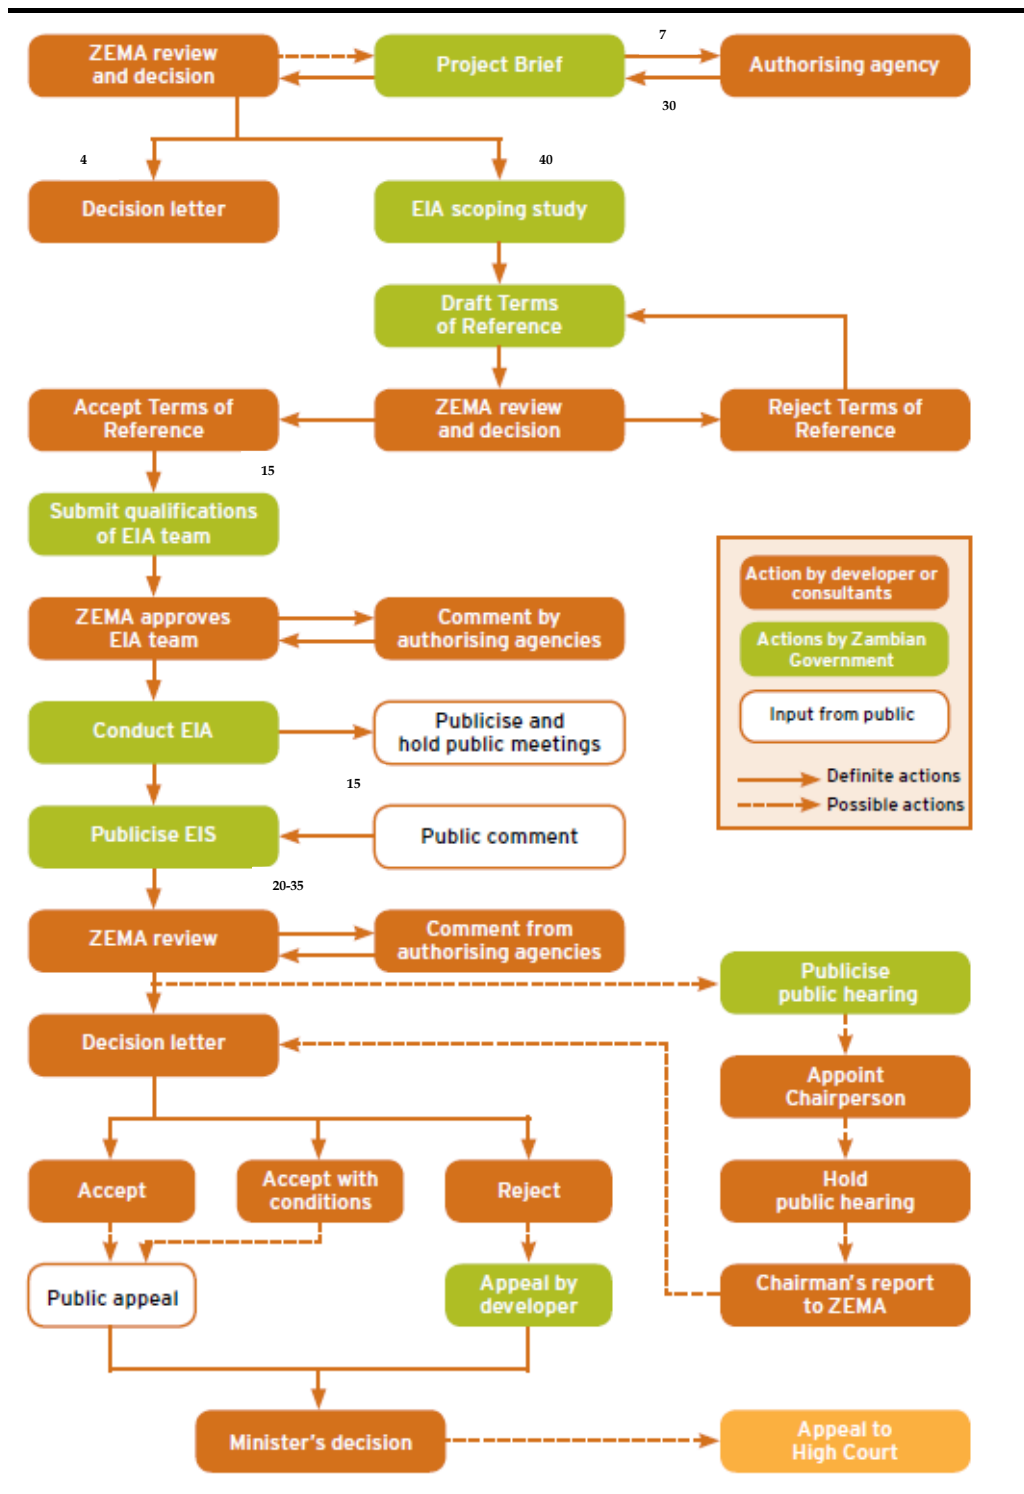 7
ZEMA review
and decision
Project Brief
Authorising agency
30
4
40
Decision letter
EIA scoping study
Draft Terms
of Reference
Accept Terms of
Reference
ZEMA review
and decision
Reject Terms of
Reference
15
Submit qualifications
of EIA team
ZEMA approves
EIA team
Comment by
authorising agencies
Action by developer or
consultants
Actions by Zambian
Government
Input from public
Definite actions
Possible actions
Conduct EIA
Publicise and
hold public meetings
15
Publicise EIS
Public comment
20-35
ZEMA review
Comment from
authorising agencies
Publicise
public hearing
Decision letter
Appoint
Chairperson
Accept
Accept with
conditions
Reject
Hold
public hearing
Public appeal
Appeal by
developer
Chairman's report
to ZEMA
Minister's decision
Appeal to
High Court